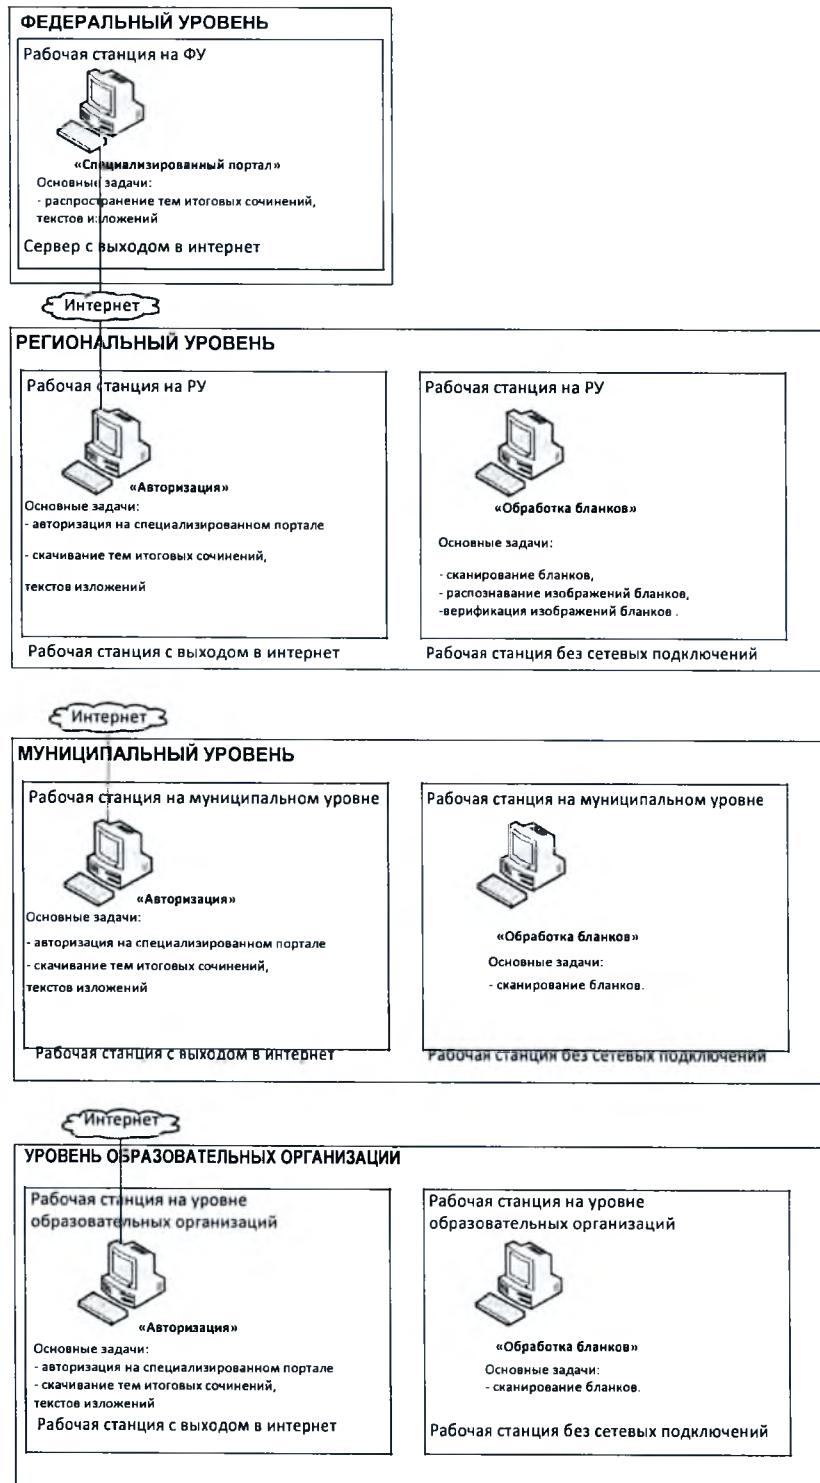 ФЕДЕРАЛЬНЫЙ УРОВЕНЬ
Рабочая станция на ФУ
«Специализированный портал»
Основные задачи:
- распространение тем итоговых сочинений,
текстов изложений
Сервер с выходом в интернет
Интернет
РЕГИОНАЛЬНЫЙ УРОВЕНЬ
Рабочая станция на РУ
«Авторизация»
Основные задачи:
- авторизация на специализированном портале
- скачивание тем итоговых сочинений,
текстов изложений
Рабочая станция с выходом в интернет
Рабочая станция на РУ
«Обработка бланков»
Основные задачи:
- сканирование бланков,
- распознавание изображений бланков,
-верификация изображений бланков .
Рабочая станция без сетевых подключений
Интернет
МУНИЦИПАЛЬНЫЙ УРОВЕНЬ
Рабочая станция на муниципальном уровне
«Авторизация»
Основные задачи:
- авторизация на специализированном портале
- скачивание тем итоговых сочинений,
текстов изложений
Рабочая станция с выходом в интернет
Рабочая станция на муниципальном уровне
«Обработка бланков»
Основные задачи:
- сканирование бланков.
Рабочая станция без сетевых подключений
Интернет
УРОВЕНЬ ОБРАЗОВАТЕЛЬНЫХ ОРГАНИЗАЦИЙ
Рабочая станция на уровне
образовательных организаций
«Авторизация»
Основные задачи:
- авторизация на специализированном портале
- скачивание тем итоговых сочинений,
текстов изложений
Рабочая станция с выходом в интернет
Рабочая станция на уровне
образовательных организаций
«Обработка бланков»
Основные задачи:
- сканирование бланков.
Рабочая станция без сетевых подключений